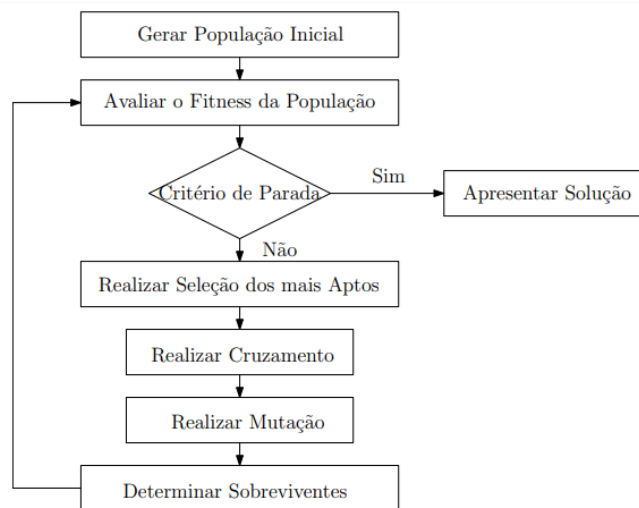 Gerar População Inicial
Avaliar o Fitness da População
Critério de Parada
Sim
Apresentar Solução
Não
Realizar Seleção dos mais Aptos
Realizar Cruzamento
Realizar Mutação
Determinar Sobreviventes